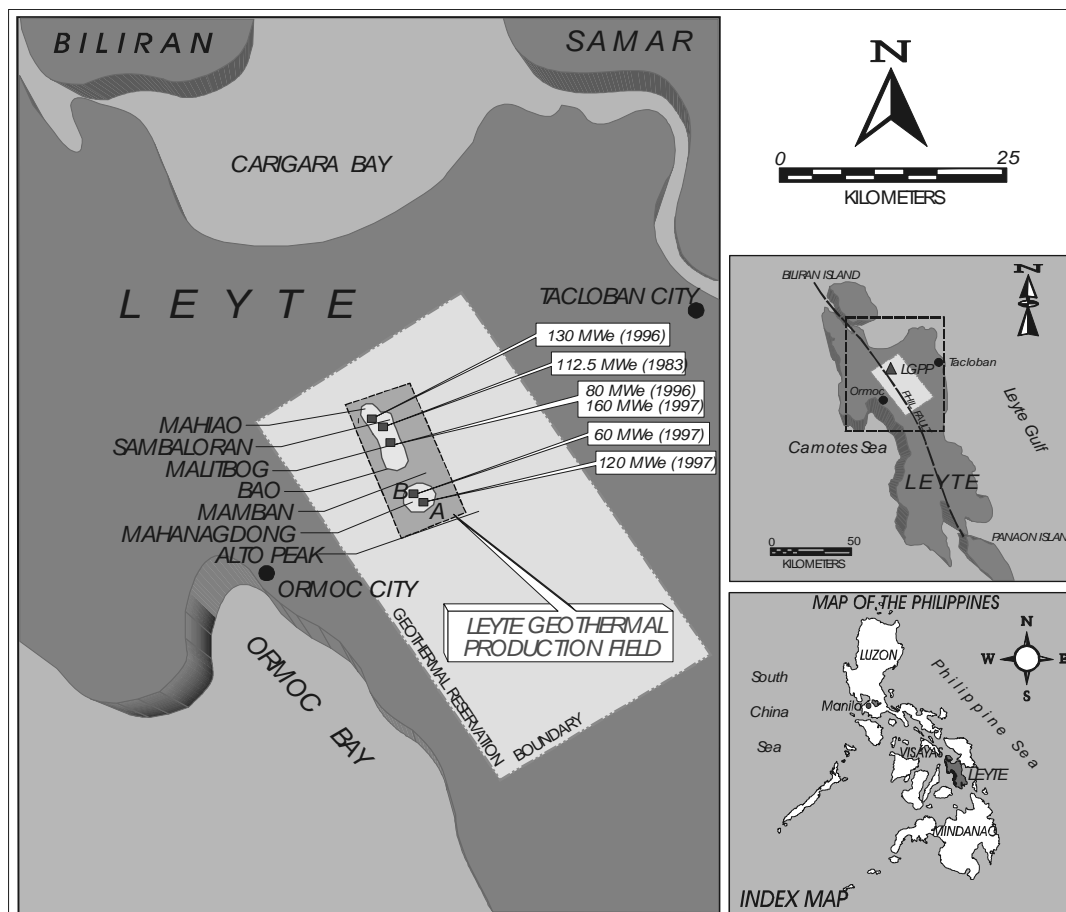 BILIRAN
SAMAR
CARIGARA BAY
LEYTE
TACLOBAN CITY
130 MWe (1996)
112.5 MWe (1983)
80 MWe (1996)
160 MWe (1997)
60 MWe (1997)
120 MWe (1997)
MAHIAO
SAMBALORAN
MALITBOG
BAO
MAMBAN
MAHANAGDONG
ALTO PEAK
B
A
ORMOC CITY
ORMOC BAY
GEOTHERMAL RESERVATION
BOUNDARY
LEYTE GEOTHERMAL
PRODUCTION FIELD
N
0 25
KILOMETERS
BILIRAN ISLAND
N
LGPP
Tacloban
Ormoc
PHIL. FAULT
Leyte Gulf
Camotes Sea
LEYTE
0 50
KILOMETERS
PANAON ISLAN
MAP OF THE PHILIPPINES
LUZON
N
W E
S
South
China
Sea
Manila
Philippine Sea
VISAYAS
LEYTE
MINDANAO
INDEX MAP